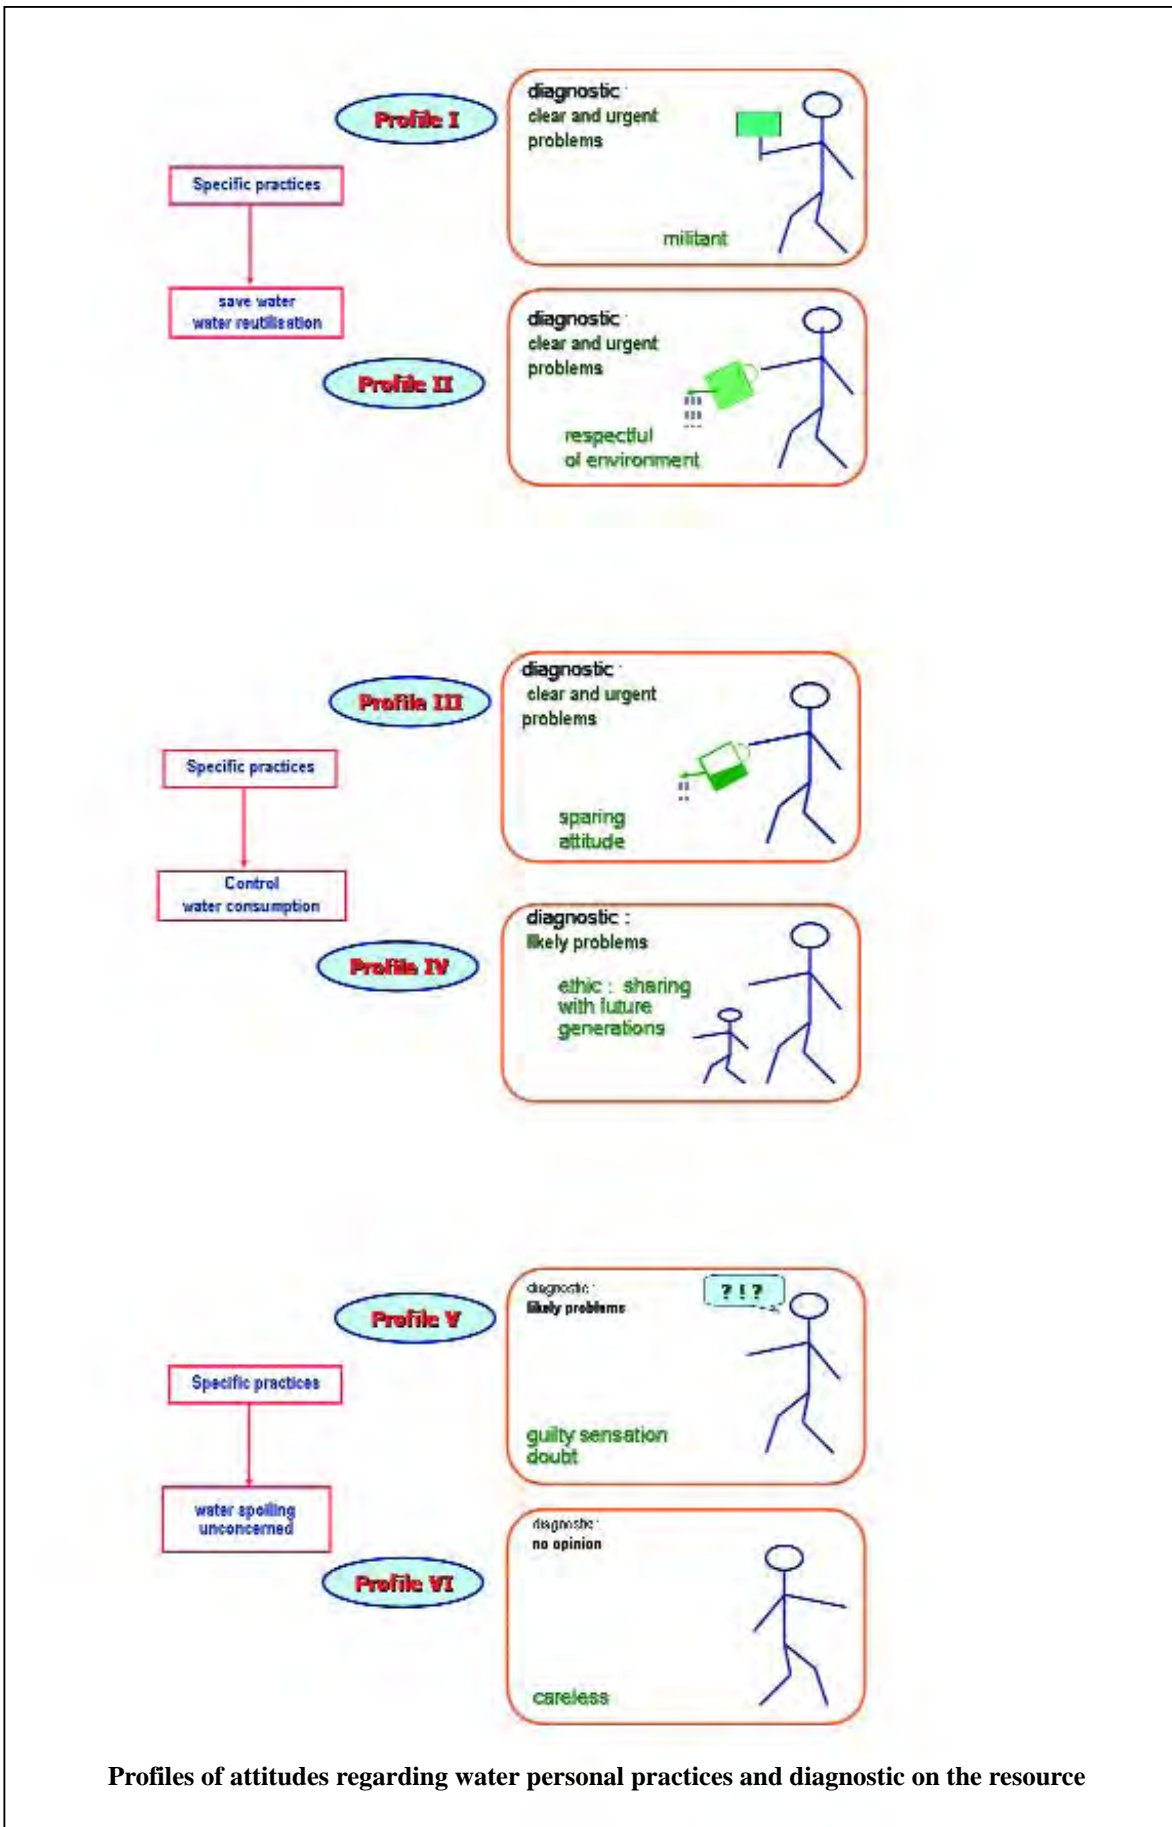 Profile I
diagnostic :
clear and urgent
problems
militant
Specific practices
save water
water reutilisation
Profile II
diagnostic :
clear and urgent
problems
respectful
of environment
Profile III
diagnostic :
clear and urgent
problems
sparing
attitude
Specific practices
Control
water consumption
Profile IV
diagnostic :
likely problems
ethic : sharing
with future
generations
Profile V
diagnostic :
likely problems
? ! ?
guilty sensation
doubt
Specific practices
water spoiling
unconcerned
Profile VI
diagnostic :
no opinion
careless
Profiles of attitudes regarding water personal practices and diagnostic on the resource